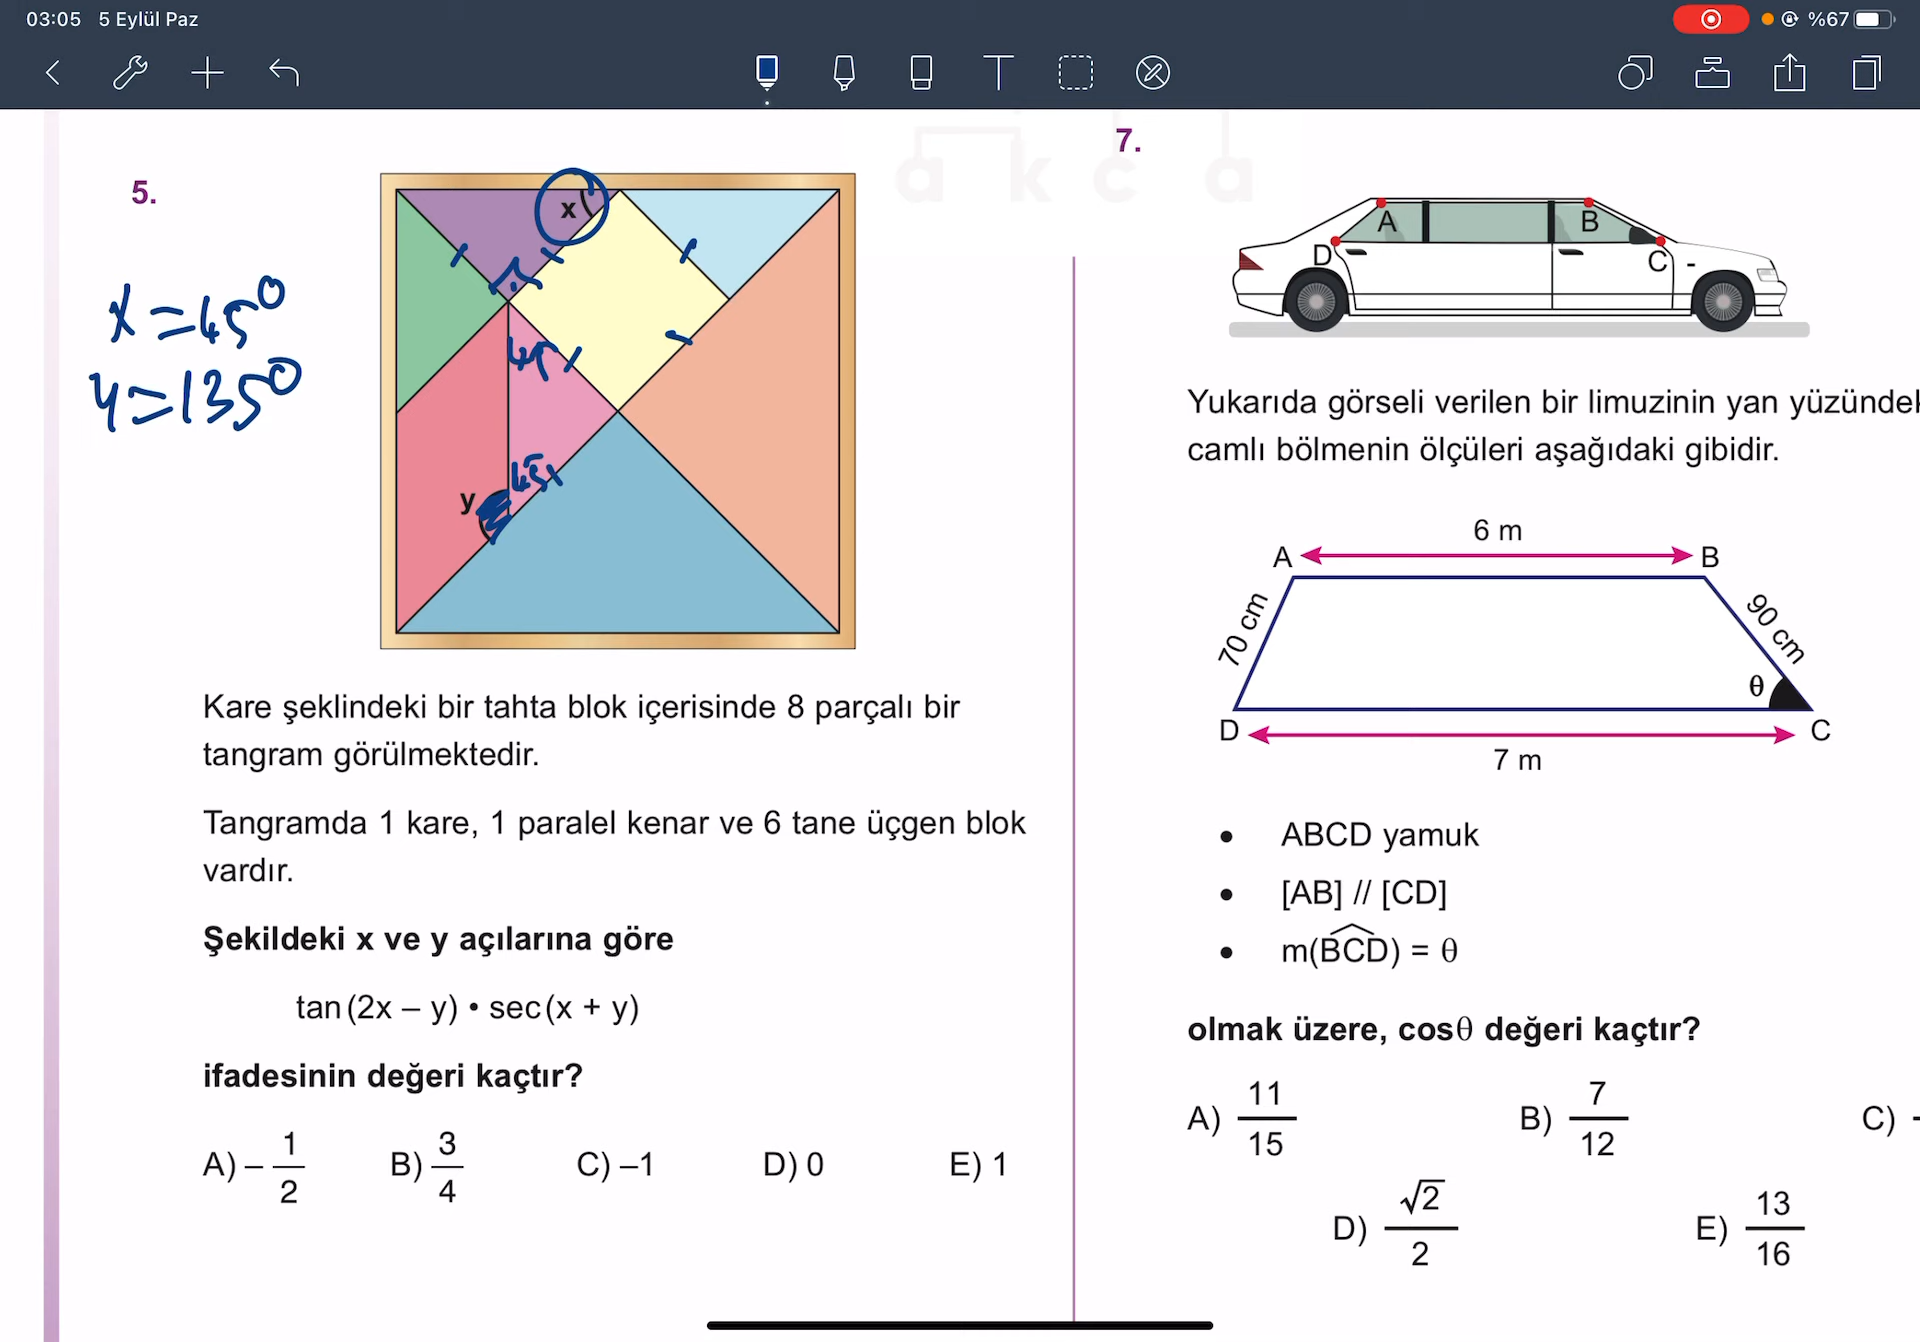 03:05 5 Eylül Paz
%67
akca
5.
x
y
45
45
x=45°
y=135°
Kare şeklindeki bir tahta blok içerisinde 8 parçalı bir
tangram görülmektedir.
Tangramda 1 kare, 1 paralel kenar ve 6 tane üçgen blok
vardır.
Şekildeki x ve y açılarına göre
tan(2x – y) • sec(x + y)
ifadesinin değeri kaçtır?
A) –1/2 B) 3/4 C) –1 D) 0 E) 1
7.
A
B
D
C
Yukarıda görseli verilen bir limuzinin yan yüzünde
camlı bölmenin ölçüleri aşağıdaki gibidir.
6 m
A
B
70 cm
90 cm
θ
D
C
7 m
• ABCD yamuk
• [AB] // [CD]
• m(BĈD) = θ
olmak üzere, cosθ değeri kaçtır?
A) 11/15 B) 7/12 C)
D) √2/2 E) 13/16